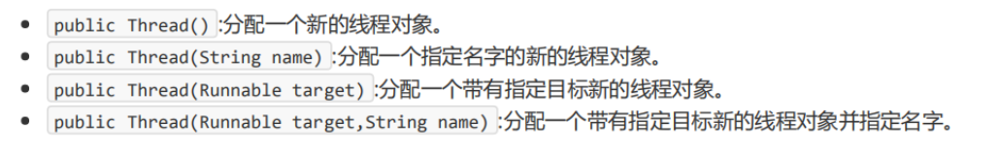 • public Thread() :分配一个新的线程对象。
• public Thread(String name) :分配一个指定名字的新的线程对象。
• public Thread(Runnable target) :分配一个带有指定目标新的线程对象。
• public Thread(Runnable target,String name) :分配一个带有指定目标新的线程对象并指定名字。